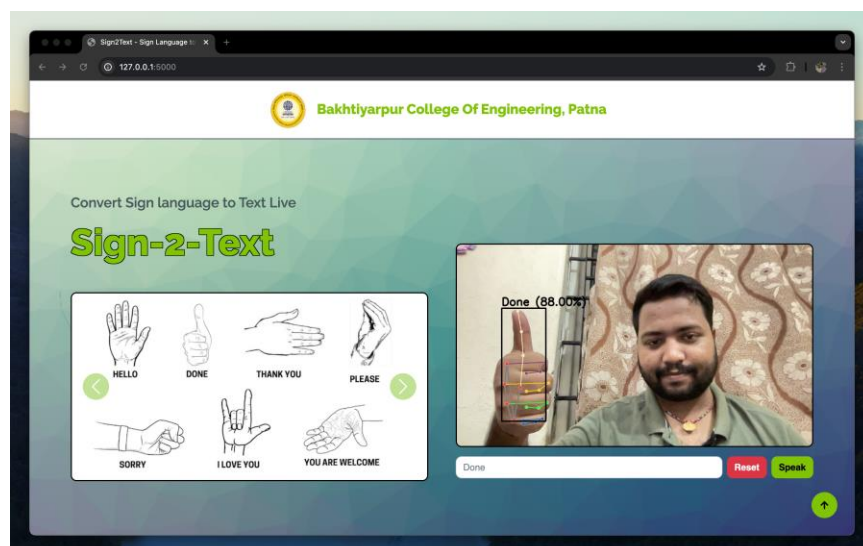 Sign2Text - Sign Language to
127.0.0.1:5000
Bakhtiyarpur College Of Engineering, Patna
Convert Sign language to Text Live
Sign-2-Text
HELLO
DONE
THANK YOU
PLEASE
SORRY
I LOVE YOU
YOU ARE WELCOME
Done (88.00%)
Done
Reset
Speak